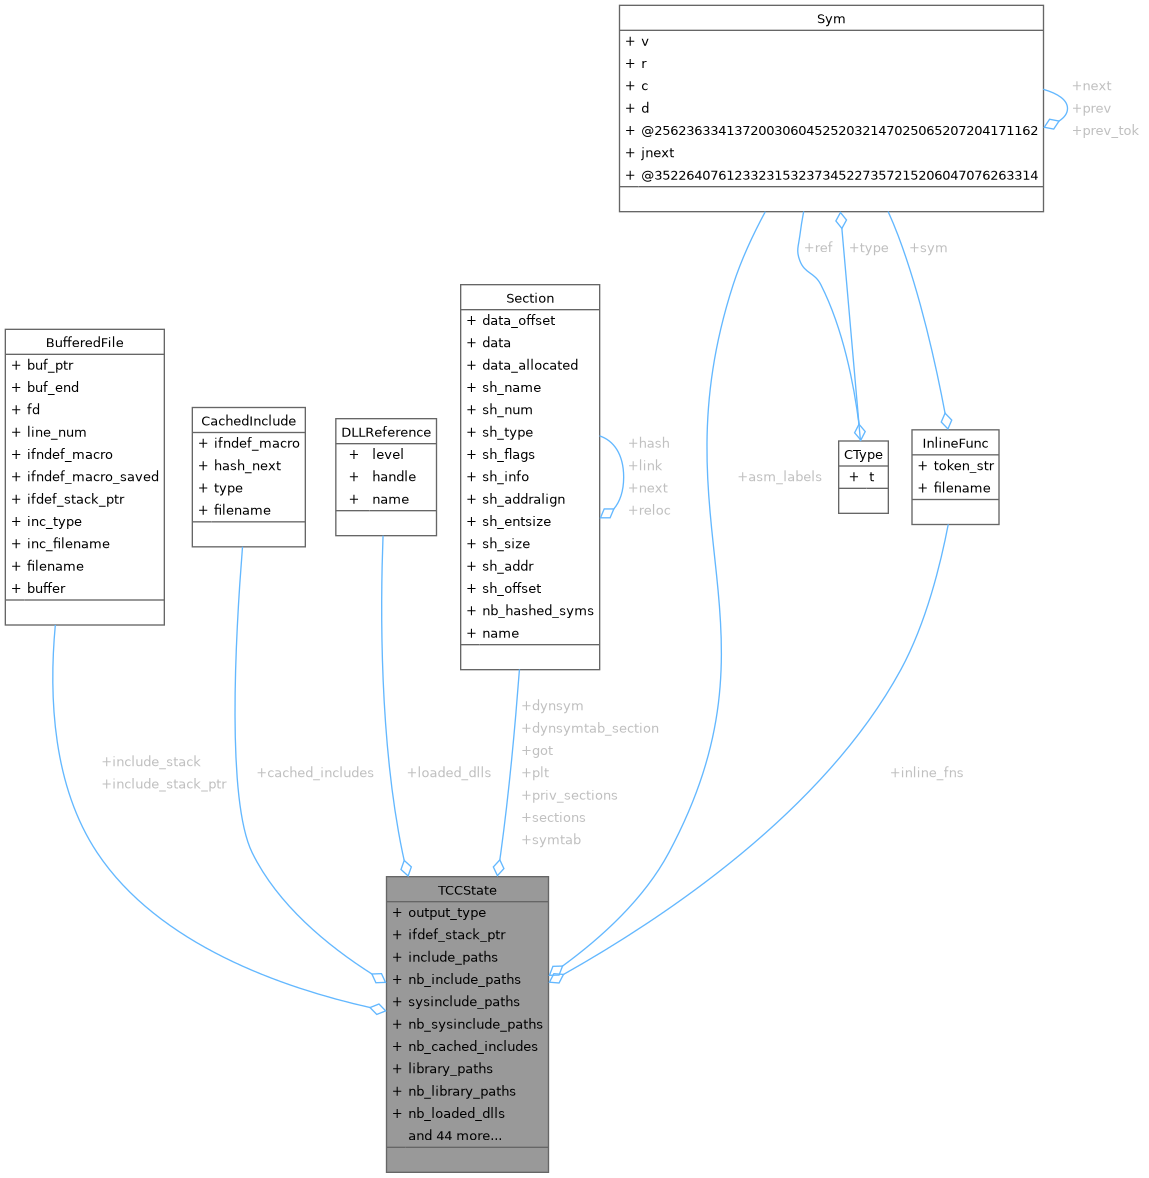 Sym
+ v
+ r
+ c
+ d
+ @256236334137200306045252032147025065207204171162
+ jnext
+ @352264076123323153237345227357215206047076263314
+next
+prev
+prev_tok
+ref
+type
+sym
Section
+ data_offset
+ data
+ data_allocated
+ sh_name
+ sh_num
+ sh_type
+ sh_flags
+ sh_info
+ sh_addralign
+ sh_entsize
+ sh_size
+ sh_addr
+ sh_offset
+ nb_hashed_syms
+ name
+hash
+link
+next
+reloc
BufferedFile
+ buf_ptr
+ buf_end
+ fd
+ line_num
+ ifndef_macro
+ ifndef_macro_saved
+ ifdef_stack_ptr
+ inc_type
+ inc_filename
+ filename
+ buffer
CachedInclude
+ ifndef_macro
+ hash_next
+ type
+ filename
DLLReference
+ level
+ handle
+ name
CType
+ t
InlineFunc
+ token_str
+ filename
+asm_labels
+dynsym
+dynsymtab_section
+got
+plt
+priv_sections
+sections
+symtab
+include_stack
+include_stack_ptr
+cached_includes
+loaded_dlls
+inline_fns
TCCState
+ output_type
+ ifdef_stack_ptr
+ include_paths
+ nb_include_paths
+ sysinclude_paths
+ nb_sysinclude_paths
+ nb_cached_includes
+ library_paths
+ nb_library_paths
+ nb_loaded_dlls
and 44 more...